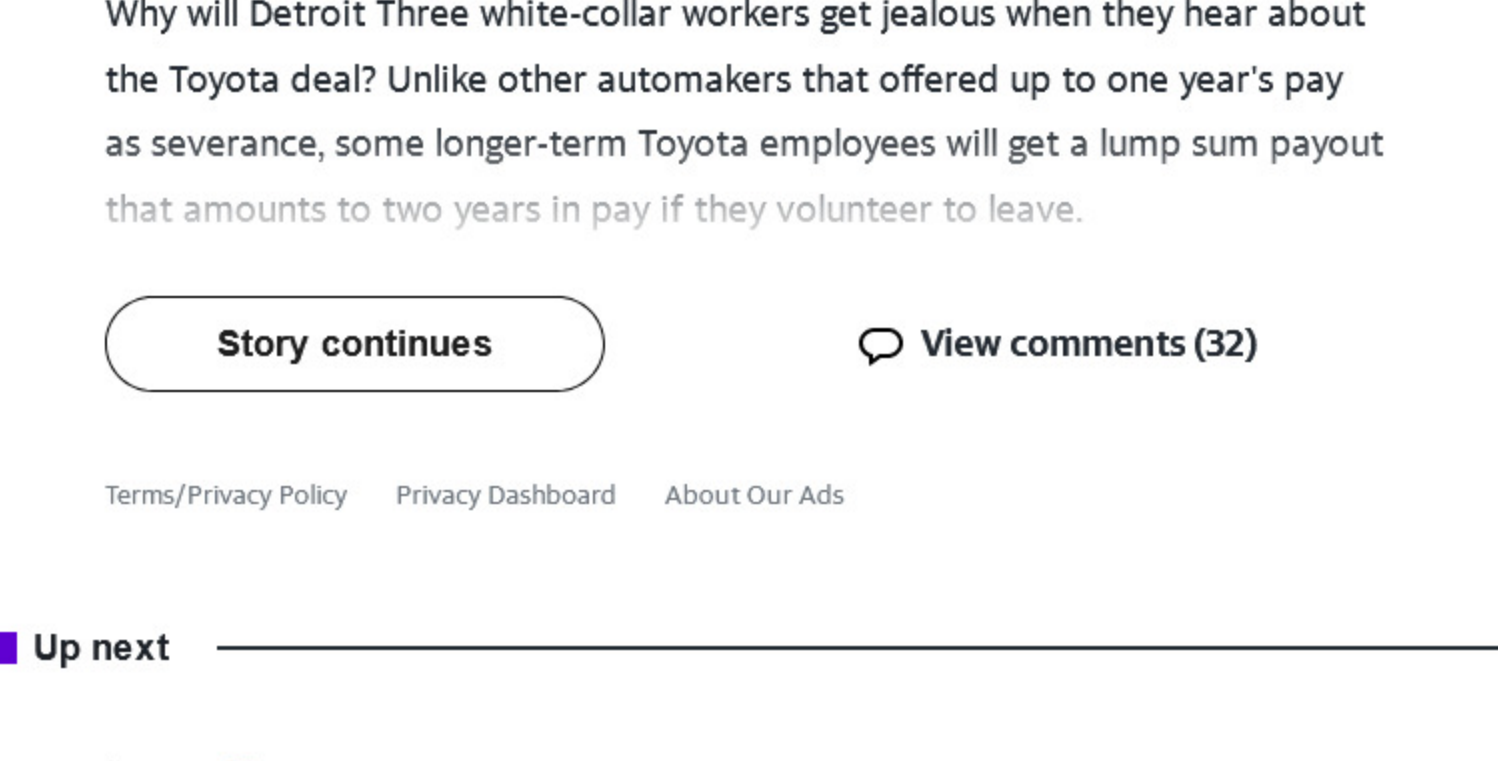 Why will Detroit Three white-collar workers get jealous when they hear about
the Toyota deal? Unlike other automakers that offered up to one year's pay
as severance, some longer-term Toyota employees will get a lump sum payout
that amounts to two years in pay if they volunteer to leave.
Story continues
View comments (32)
Terms/Privacy Policy Privacy Dashboard About Our Ads
Up next